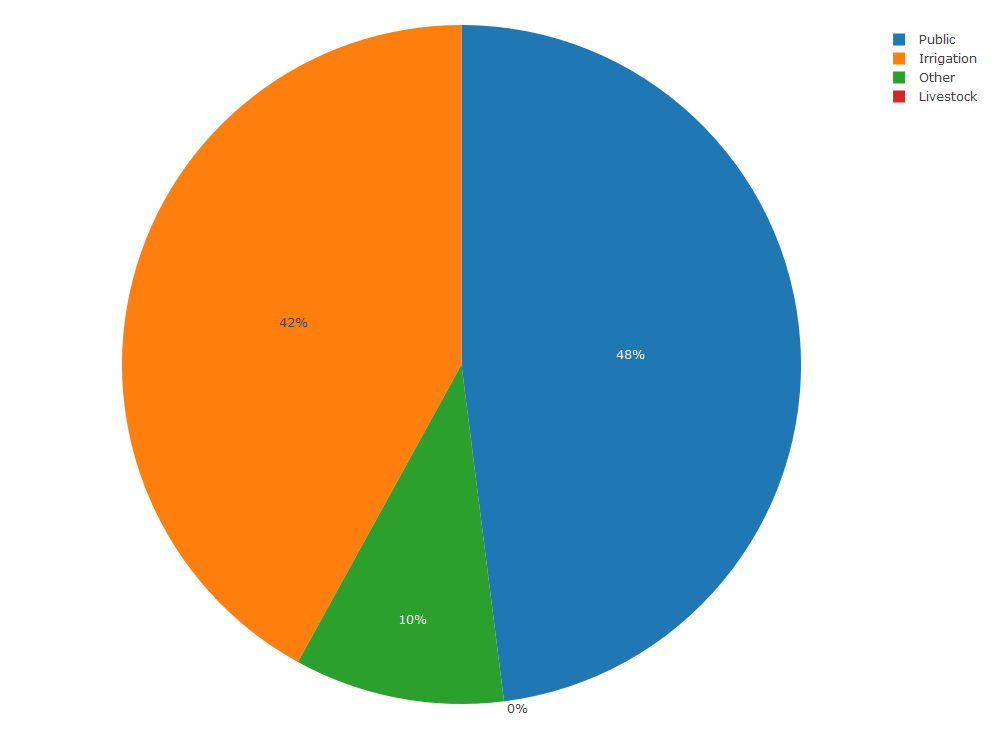 Public
Irrigation
Other
Livestock
42%
48%
10%
0%